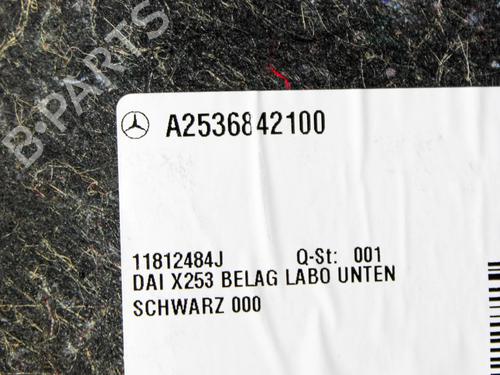 B-PARTS
A2536842100
11812484J Q-St: 001
DAI X253 BELAG LABO UNTEN
SCHWARZ 000